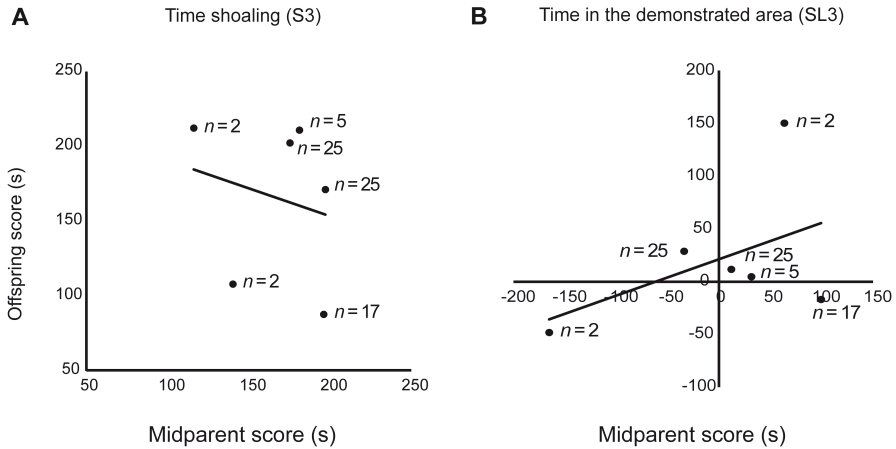 A
Time shoaling (S3)
Offspring score (s)
250
200
150
100
50
n=2
n=5
n=25
n=25
n=2
n=17
50
100
150
200
250
Midparent score (s)
B
Time in the demonstrated area (SL3)
200
150
100
50
0
-50
-100
n=2
n=25
n=25
n=5
n=17
n=2
-200
-150
-100
-50
0
50
100
150
Midparent score (s)